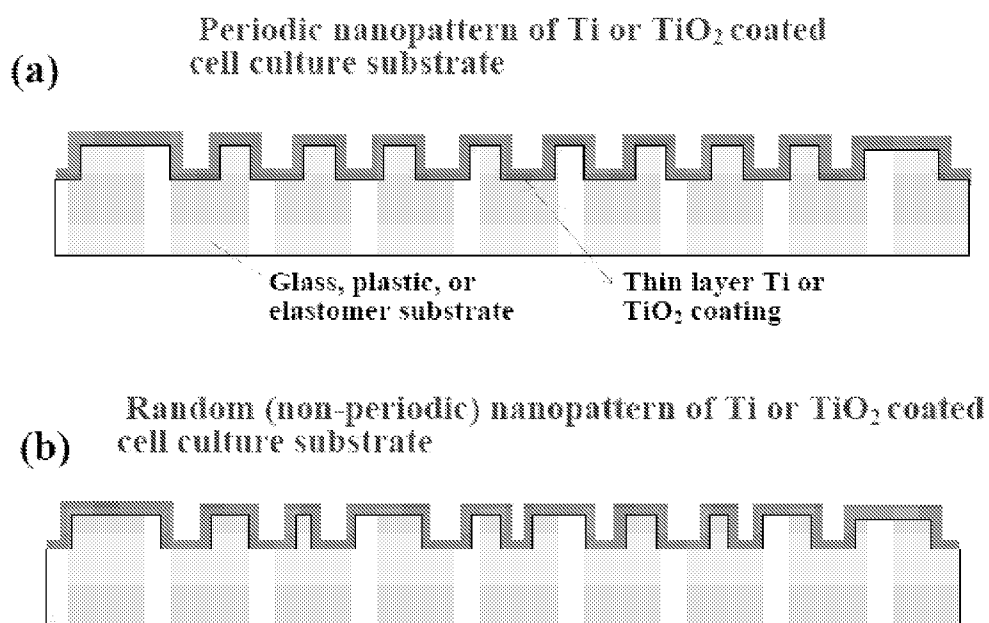 Periodic nanopattern of Ti or TiO₂ coated
(a) cell culture substrate
Glass, plastic, or
elastomer substrate
Thin layer Ti or
TiO₂ coating
Random (non-periodic) nanopattern of Ti or TiO₂ coated
(b) cell culture substrate